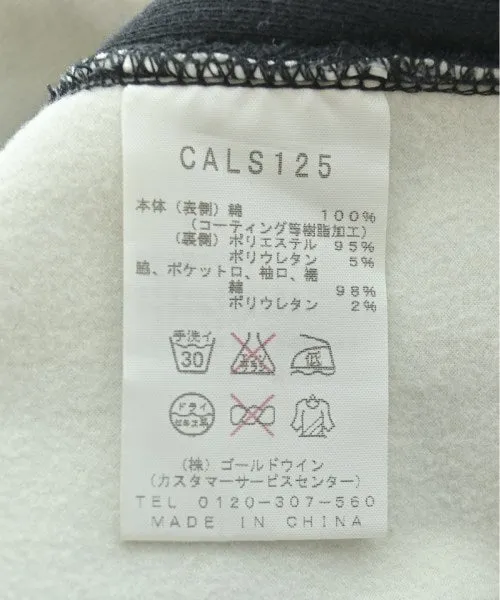 CALS125
本体（表側）綿 100%
（コーティング等樹脂加工）
（裏側）ポリエステル 95%
ポリウレタン 5%
脇、ポケット口、袖口、裾
綿 98%
ポリウレタン 2%
手洗イ
30
低
ドライ
セキユ系
（株）ゴールドウイン
（カスタマーサービスセンター）
TEL 0120-307-560
MADE IN CHINA